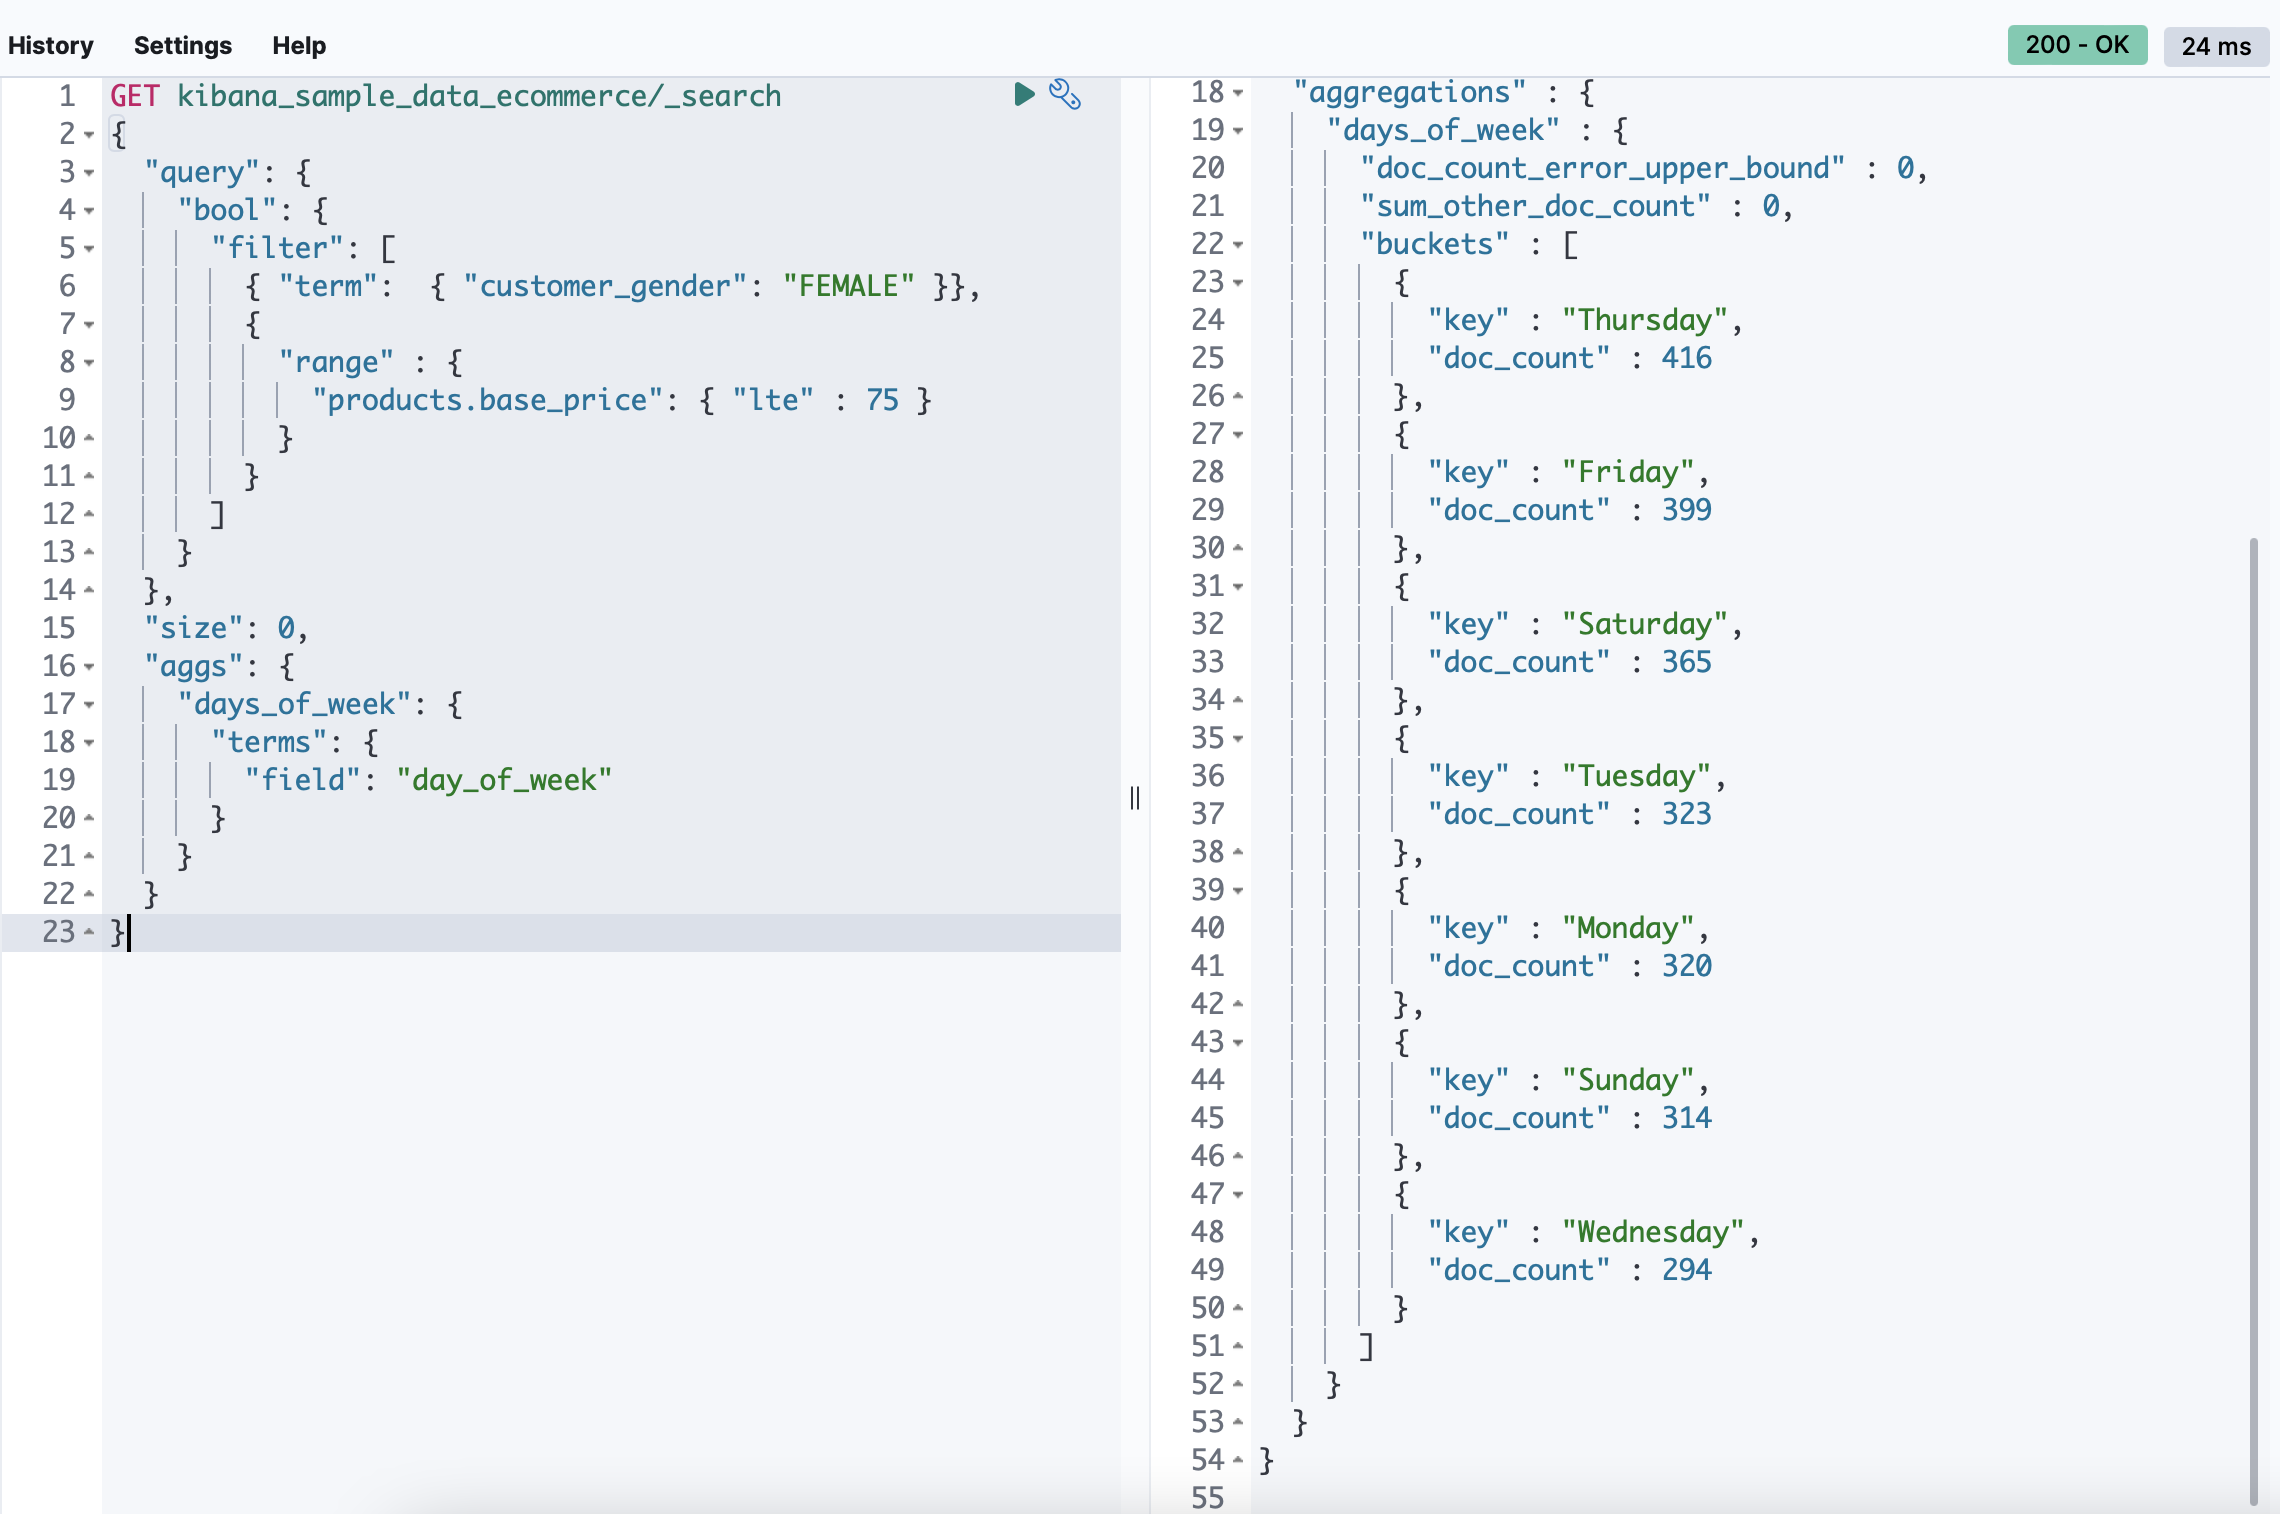 History Settings Help 200 - OK 24 ms
1 GET kibana_sample_data_ecommerce/_search
2 {
3 "query": {
4 "bool": {
5 "filter": [
6 { "term":  { "customer_gender": "FEMALE" }},
7 {
8 "range" : {
9 "products.base_price": { "lte" : 75 }
10 }
11 }
12 ]
13 }
14 },
15 "size": 0,
16 "aggs": {
17 "days_of_week": {
18 "terms": {
19 "field": "day_of_week"
20 }
21 }
22 }
23 }
18 "aggregations" : {
19 "days_of_week" : {
20 "doc_count_error_upper_bound" : 0,
21 "sum_other_doc_count" : 0,
22 "buckets" : [
23 {
24 "key" : "Thursday",
25 "doc_count" : 416
26 },
27 {
28 "key" : "Friday",
29 "doc_count" : 399
30 },
31 {
32 "key" : "Saturday",
33 "doc_count" : 365
34 },
35 {
36 "key" : "Tuesday",
37 "doc_count" : 323
38 },
39 {
40 "key" : "Monday",
41 "doc_count" : 320
42 },
43 {
44 "key" : "Sunday",
45 "doc_count" : 314
46 },
47 {
48 "key" : "Wednesday",
49 "doc_count" : 294
50 }
51 ]
52 }
53 }
54 }
55